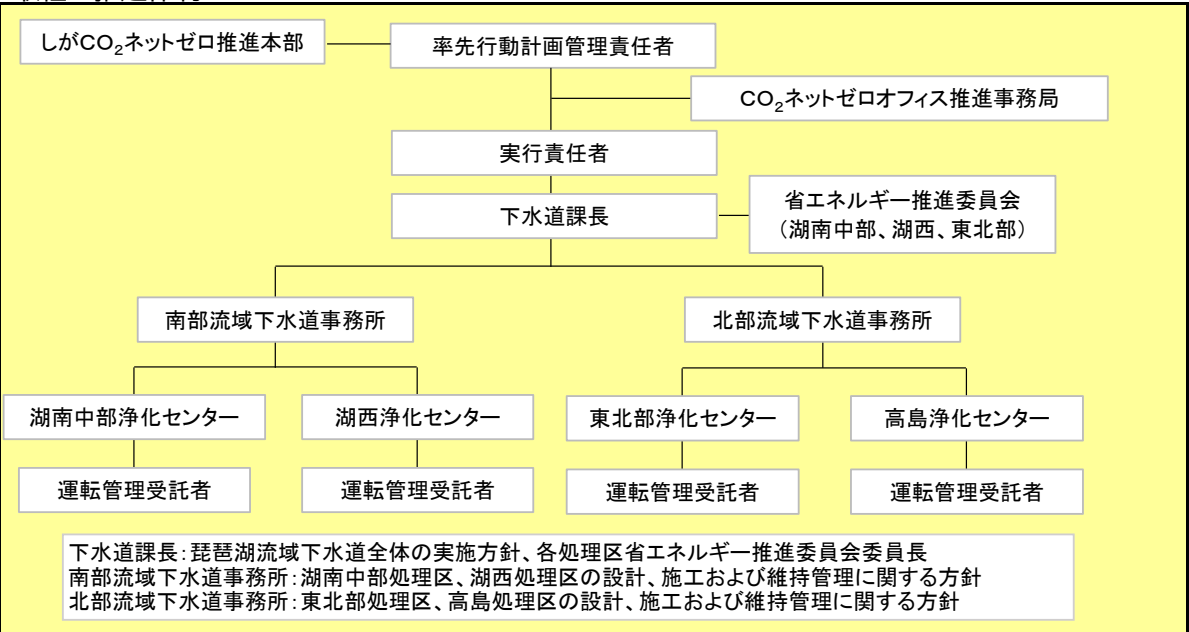 しがCO₂ネットゼロ推進本部
率先行動計画管理責任者
CO₂ネットゼロオフィス推進事務局
実行責任者
下水道課長
省エネルギー推進委員会
（湖南中部、湖西、東北部）
南部流域下水道事務所
北部流域下水道事務所
湖南中部浄化センター
湖西浄化センター
東北部浄化センター
高島浄化センター
運転管理受託者
運転管理受託者
運転管理受託者
運転管理受託者
下水道課長：琵琶湖流域下水道全体の実施方針、各処理区省エネルギー推進委員会委員長
南部流域下水道事務所：湖南中部処理区、湖西処理区の設計、施工および維持管理に関する方針
北部流域下水道事務所：東北部処理区、高島処理区の設計、施工および維持管理に関する方針